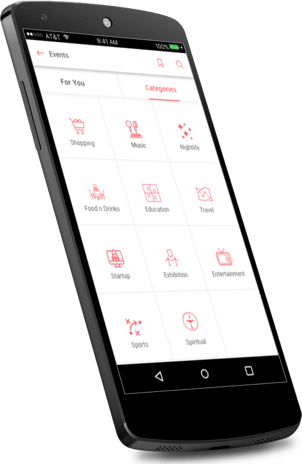 AT&T 9:41 AM 100%
Events
For You Categories
Shopping Music Nightlife
Food n Drinks Education Travel
Startup Exhibition Entertainment
Sports Spiritual